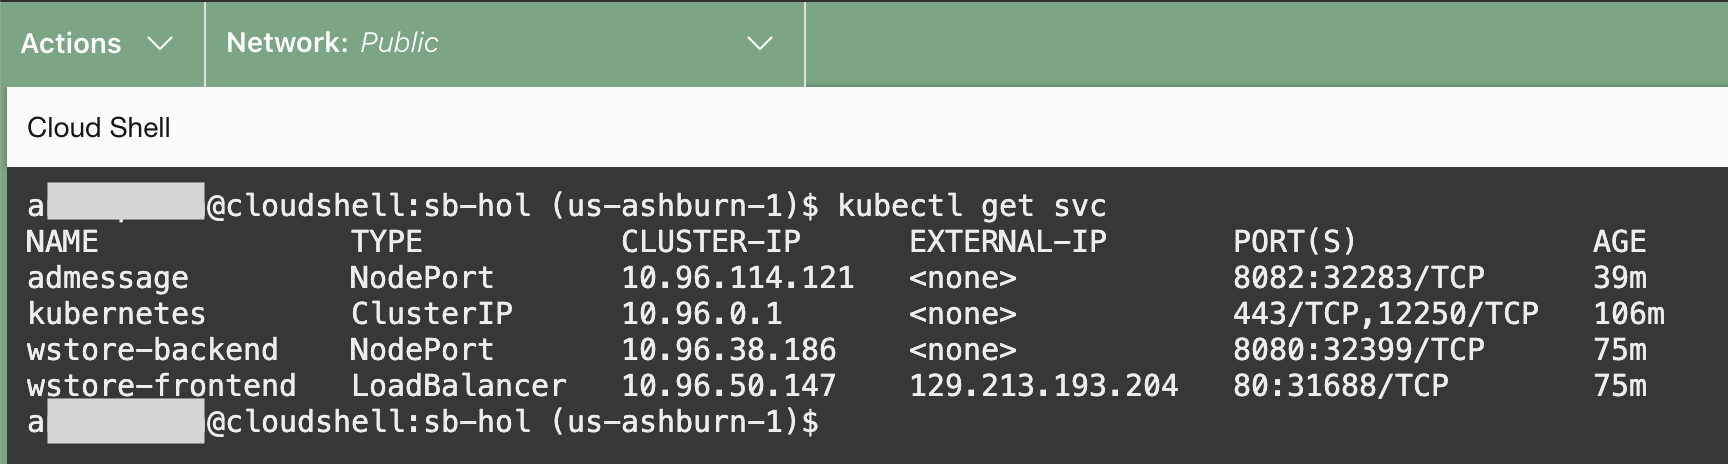 Actions Network: Public
Cloud Shell
a @cloudshell:sb-hol (us-ashburn-1)$ kubectl get svc
NAME TYPE CLUSTER-IP EXTERNAL-IP PORT(S) AGE
admessage NodePort 10.96.114.121 <none> 8082:32283/TCP 39m
kubernetes ClusterIP 10.96.0.1 <none> 443/TCP,12250/TCP 106m
wstore-backend NodePort 10.96.38.186 <none> 8080:32399/TCP 75m
wstore-frontend LoadBalancer 10.96.50.147 129.213.193.204 80:31688/TCP 75m
a @cloudshell:sb-hol (us-ashburn-1)$